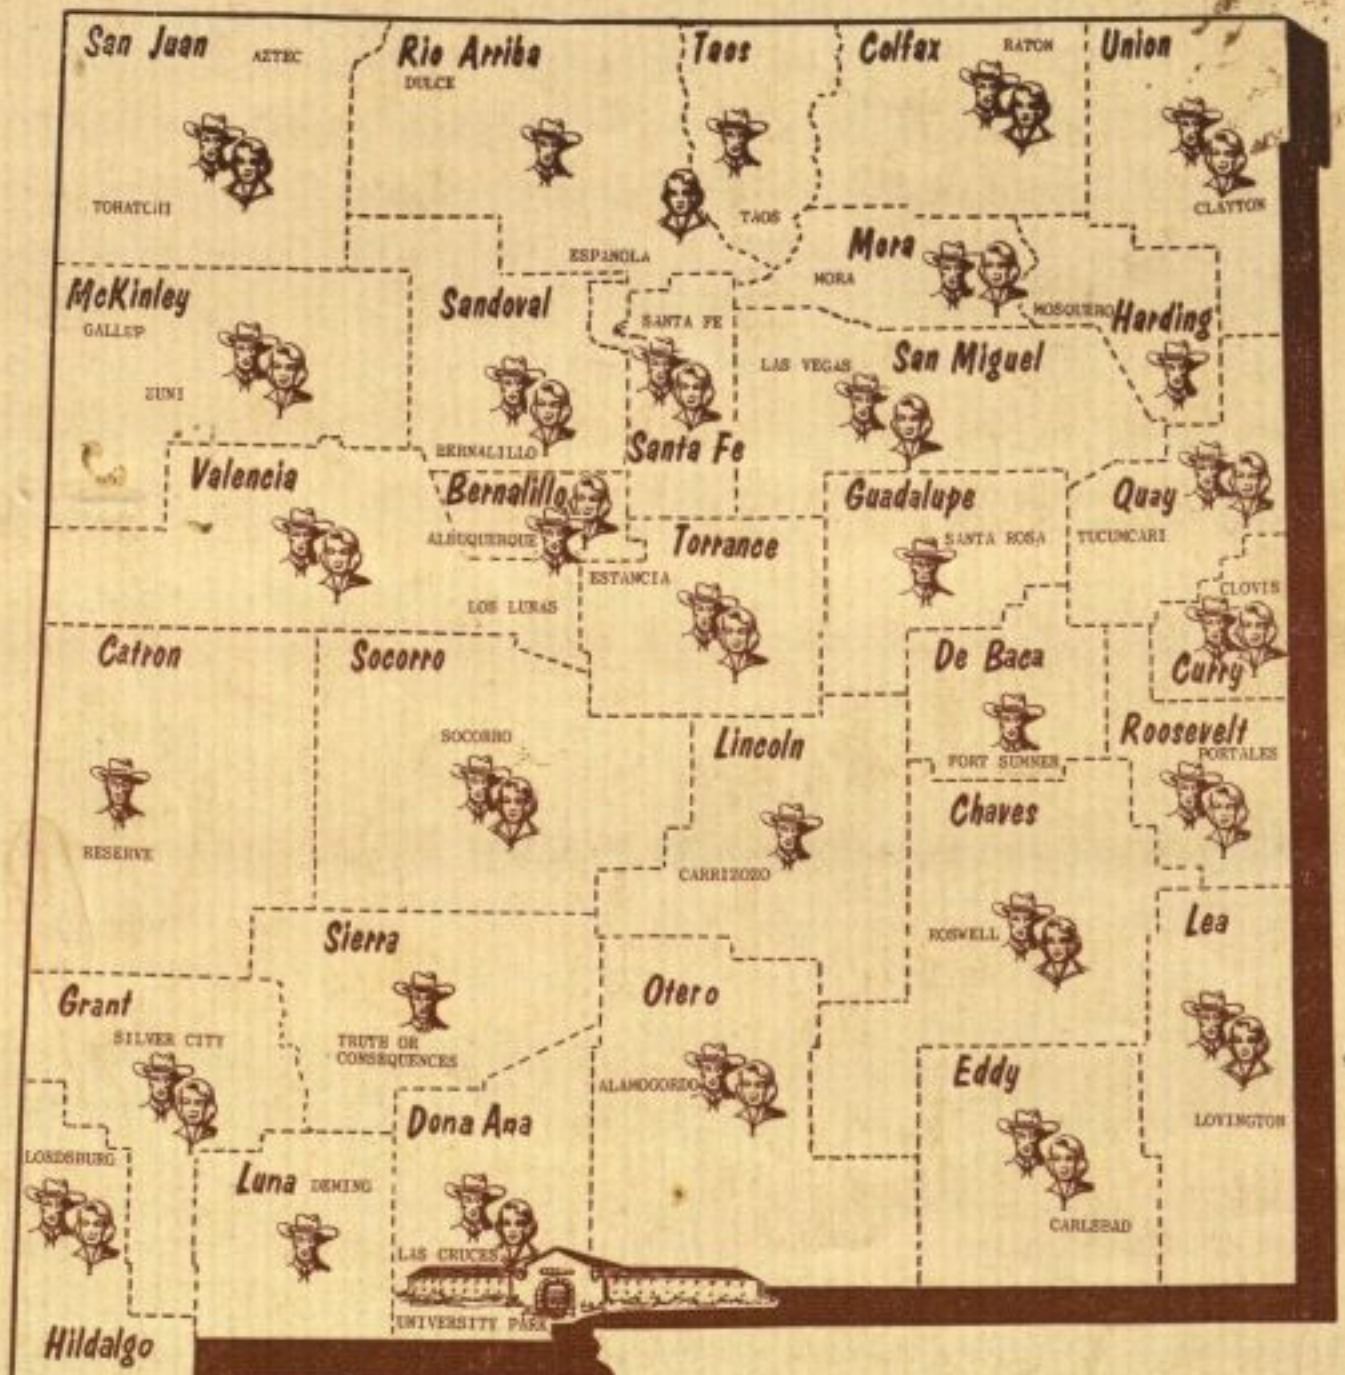 San Juan
AZTEC
Rio Arriba
DULCE
Taos
Colfax
RATON
Union
TOHATCHI
TAOS
CLAYTON
ESPANOLA
Mora
MORA
McKinley
GALLUP
Sandoval
SANTA FE
MOSQUERO
Harding
ZUNI
LAS VEGAS
San Miguel
BERNALILLO
Santa Fe
Valencia
Bernalillo
Guadalupe
Quay
ALBUQUERQUE
Torrance
SANTA ROSA
TUCUMCARI
ESTANCIA
LOS LUNAS
CLOVIS
Catron
Socorro
De Baca
Curry
SOCORRO
Lincoln
Roosevelt
PORTALES
FORT SUMNER
RESERVE
CARRIZOZO
Chaves
Sierra
ROSWELL
Lea
Grant
SILVER CITY
TRUTH OR
CONSEQUENCES
Otero
ALAMOGORDO
Eddy
Dona Ana
LOVINGTON
LORDSBURG
Luna
DEMING
CARLSBAD
LAS CRUCES
UNIVERSITY PARK
Hildalgo